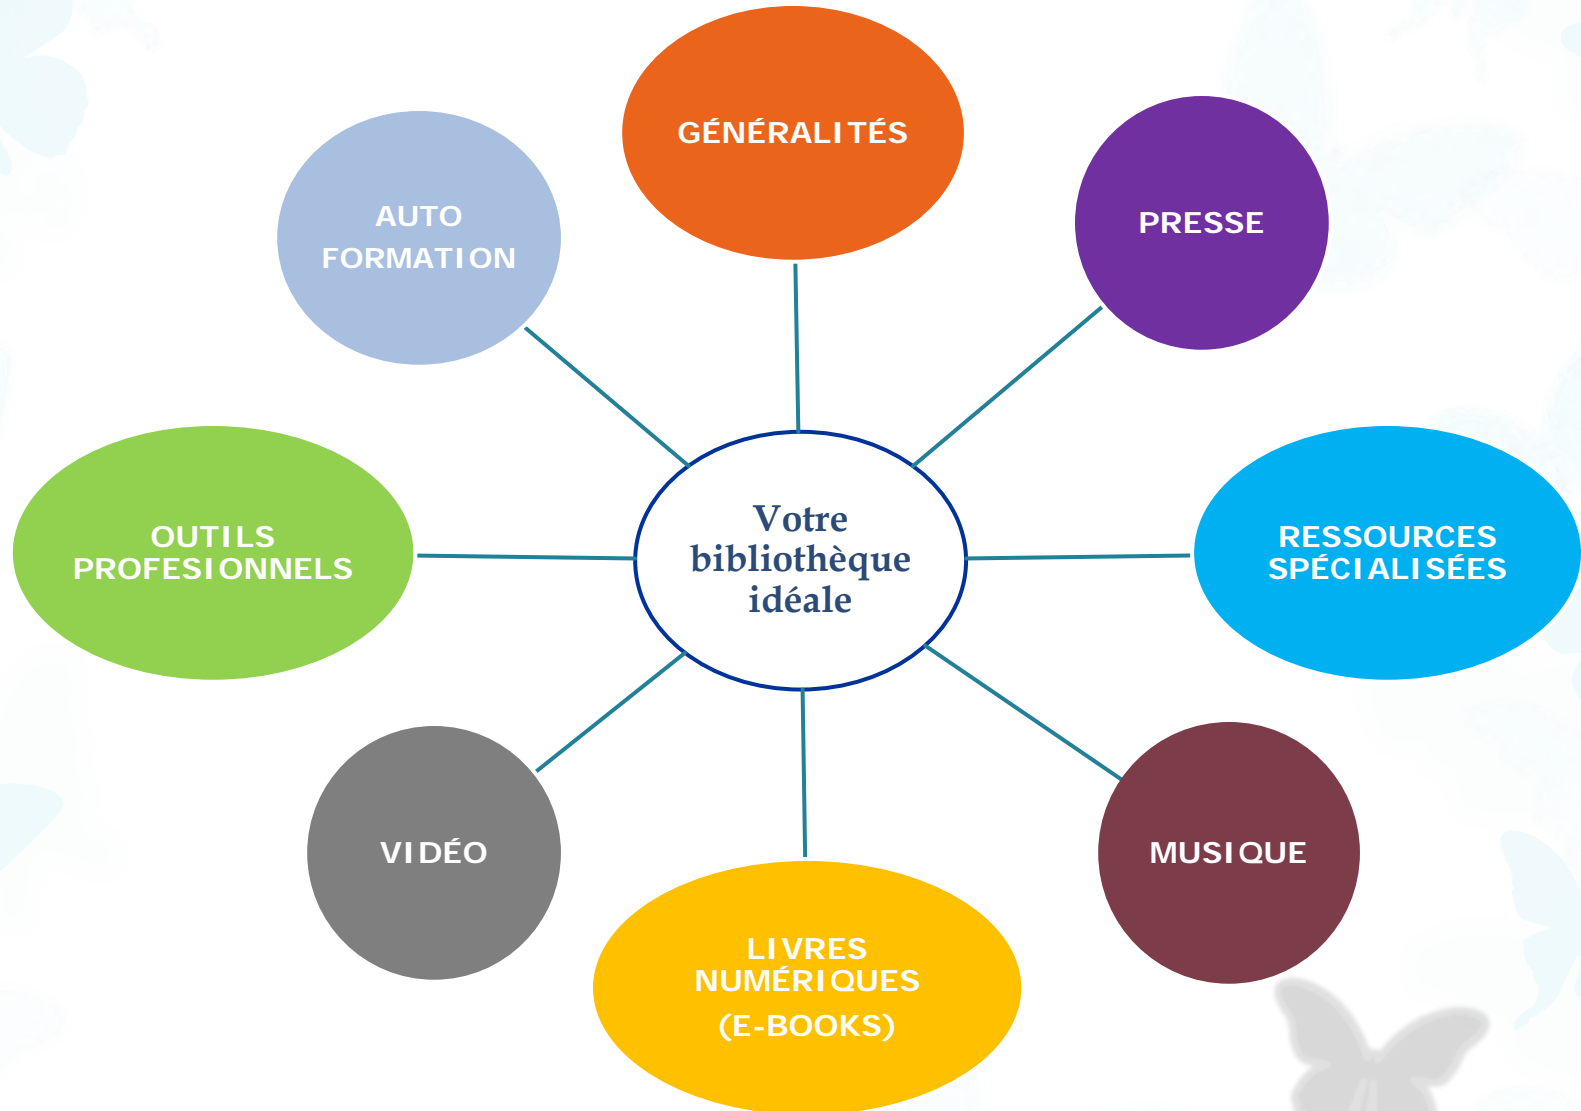 GÉNÉRALITÉS
PRESSE
AUTO
FORMATION
OUTILS
PROFESIONNELS
Votre
bibliothèque
idéale
RESSOURCES
SPÉCIALISÉES
VIDÉO
MUSIQUE
LIVRES
NUMÉRIQUES
(E-BOOKS)